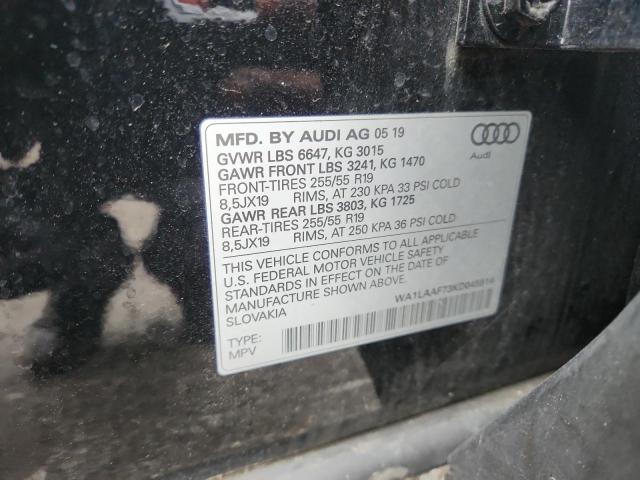 MFD. BY AUDI AG 05 19
GVWR LBS 6647, KG 3015
GAWR FRONT LBS 3241, KG 1470
FRONT-TIRES 255/55 R19
8,5JX19 RIMS, AT 230 KPA 33 PSI COLD
GAWR REAR LBS 3803, KG 1725
REAR-TIRES 255/55 R19
8,5JX19 RIMS, AT 250 KPA 36 PSI COLD
THIS VEHICLE CONFORMS TO ALL APPLICABLE
U.S. FEDERAL MOTOR VEHICLE SAFETY
STANDARDS IN EFFECT ON THE DATE OF
MANUFACTURE SHOWN ABOVE.
SLOVAKIA
WA1LAAF73KD045814
TYPE:
MPV
Audi